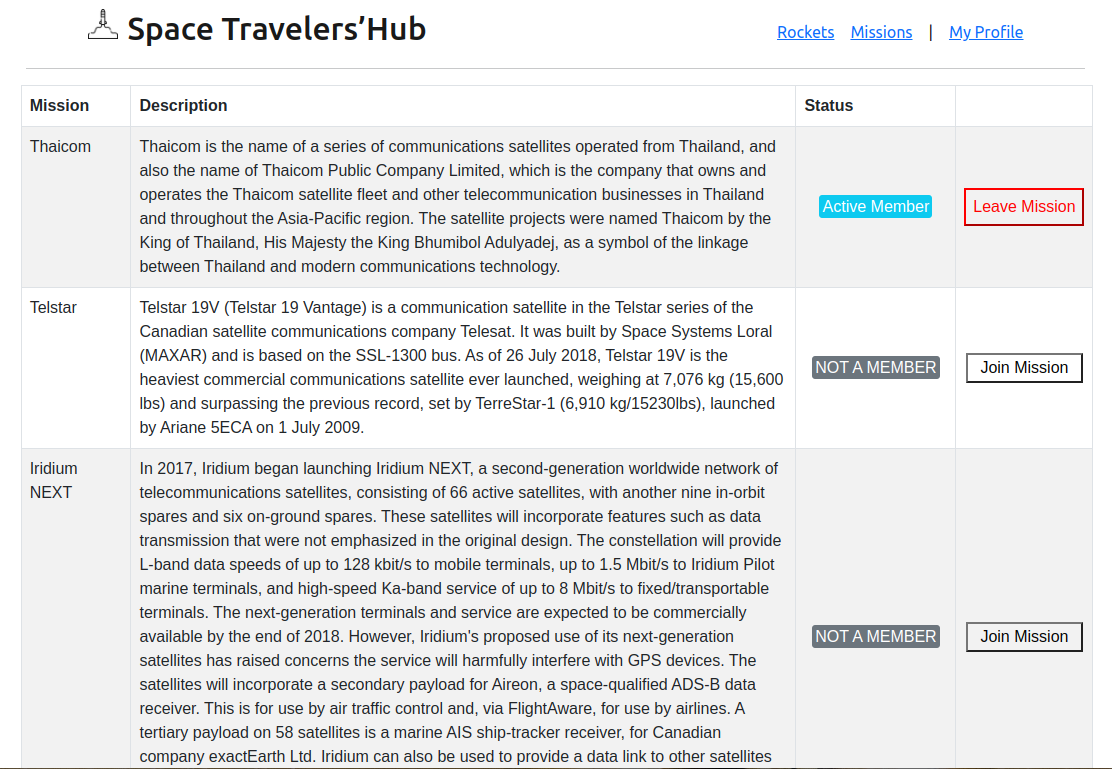 Space Travelers’Hub
Rockets Missions | My Profile
Mission Description Status
Thaicom
Thaicom is the name of a series of communications satellites operated from Thailand, and
also the name of Thaicom Public Company Limited, which is the company that owns and
operates the Thaicom satellite fleet and other telecommunication businesses in Thailand
and throughout the Asia-Pacific region. The satellite projects were named Thaicom by the
King of Thailand, His Majesty the King Bhumibol Adulyadej, as a symbol of the linkage
between Thailand and modern communications technology.
Active Member
Leave Mission
Telstar
Telstar 19V (Telstar 19 Vantage) is a communication satellite in the Telstar series of the
Canadian satellite communications company Telesat. It was built by Space Systems Loral
(MAXAR) and is based on the SSL-1300 bus. As of 26 July 2018, Telstar 19V is the
heaviest commercial communications satellite ever launched, weighing at 7,076 kg (15,600
lbs) and surpassing the previous record, set by TerreStar-1 (6,910 kg/15230lbs), launched
by Ariane 5ECA on 1 July 2009.
NOT A MEMBER
Join Mission
Iridium
NEXT
In 2017, Iridium began launching Iridium NEXT, a second-generation worldwide network of
telecommunications satellites, consisting of 66 active satellites, with another nine in-orbit
spares and six on-ground spares. These satellites will incorporate features such as data
transmission that were not emphasized in the original design. The constellation will provide
L-band data speeds of up to 128 kbit/s to mobile terminals, up to 1.5 Mbit/s to Iridium Pilot
marine terminals, and high-speed Ka-band service of up to 8 Mbit/s to fixed/transportable
terminals. The next-generation terminals and service are expected to be commercially
available by the end of 2018. However, Iridium's proposed use of its next-generation
satellites has raised concerns the service will harmfully interfere with GPS devices. The
satellites will incorporate a secondary payload for Aireon, a space-qualified ADS-B data
receiver. This is for use by air traffic control and, via FlightAware, for use by airlines. A
tertiary payload on 58 satellites is a marine AIS ship-tracker receiver, for Canadian
company exactEarth Ltd. Iridium can also be used to provide a data link to other satellites
NOT A MEMBER
Join Mission